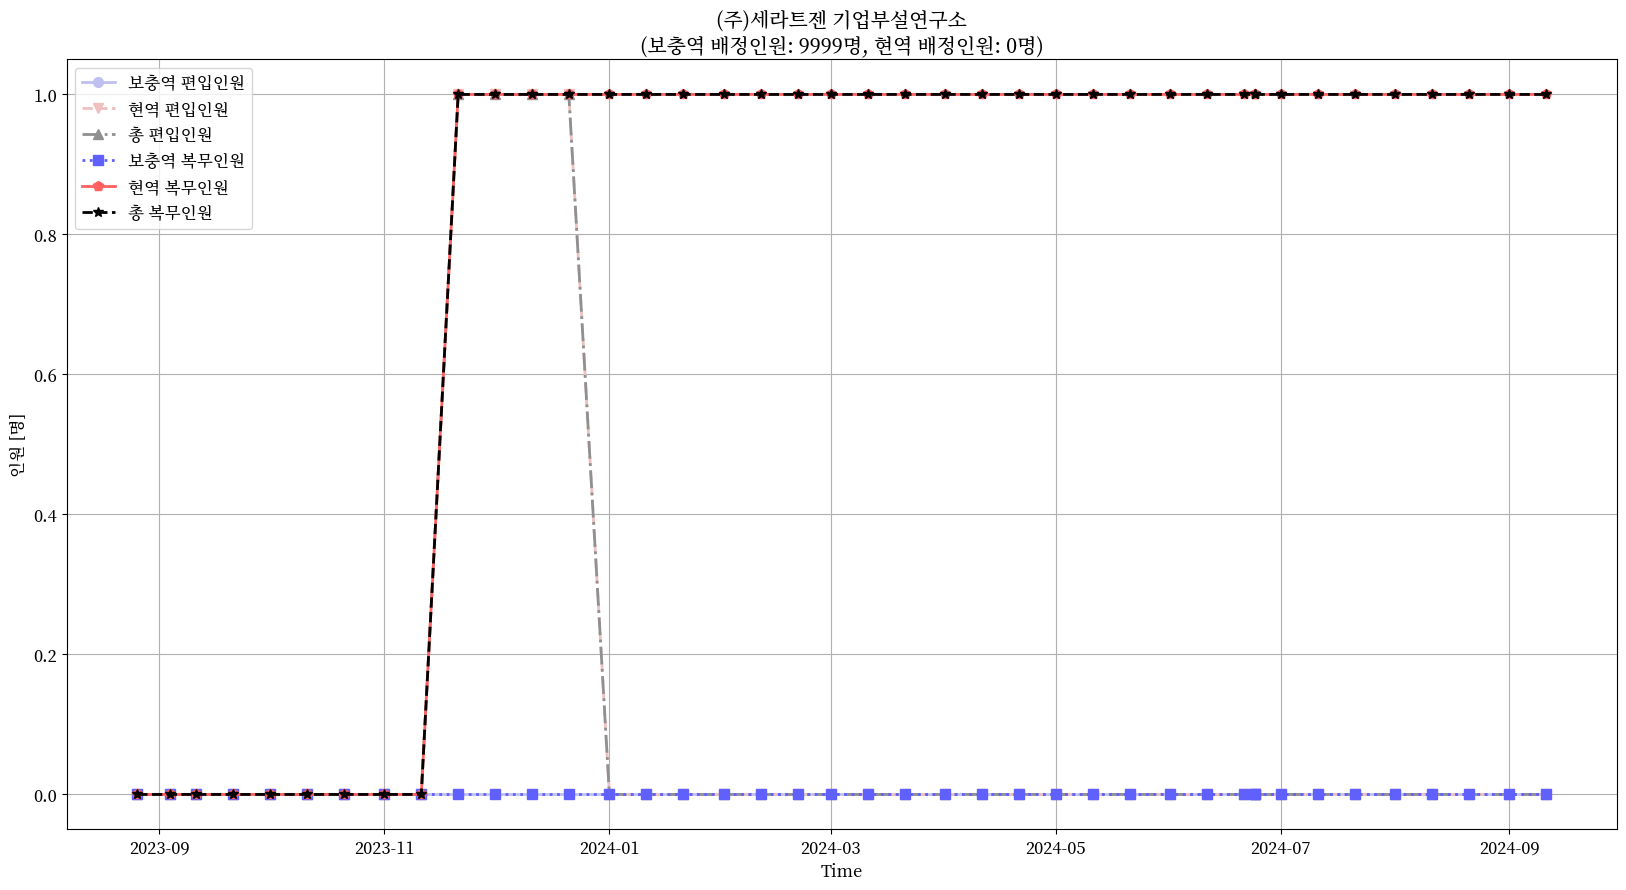 (주)세라트젠 기업부설연구소
(보충역 배정인원: 9999명, 현역 배정인원: 0명)
보충역 편입인원
현역 편입인원
총 편입인원
보충역 복무인원
현역 복무인원
총 복무인원
1.0
0.8
0.6
0.4
0.2
0.0
인원 [명]
2023-09
2023-11
2024-01
2024-03
2024-05
2024-07
2024-09
Time